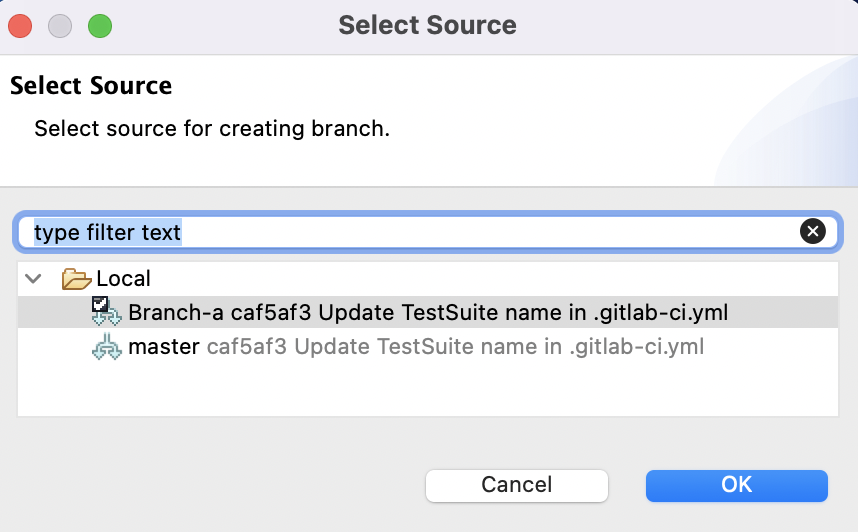 Select Source
Select Source
Select source for creating branch.
type filter text
Local
Branch-a caf5af3 Update TestSuite name in .gitlab-ci.yml
master caf5af3 Update TestSuite name in .gitlab-ci.yml
Cancel OK